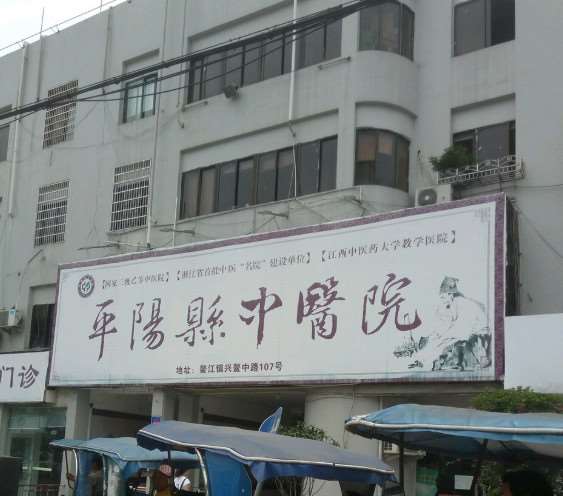 【国家二级乙等中医院】【浙江省首批中医“名院”建设单位】【江西中医药大学教学医院】
平陽縣中醫院
地址：鳌江镇兴鳌中路107号
门诊